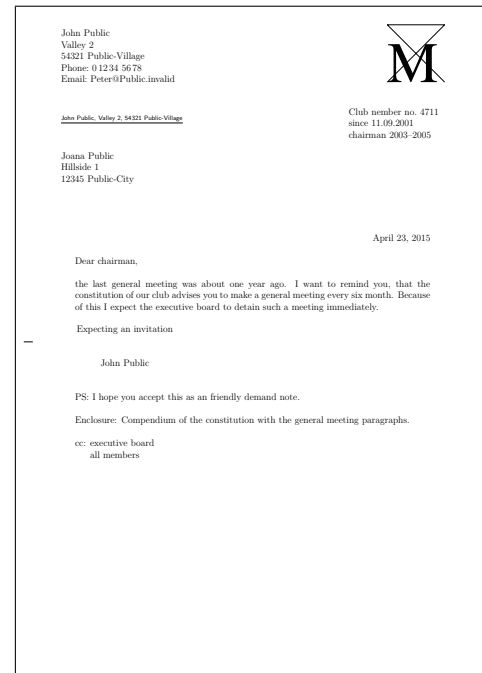 John Public
Valley 2
54321 Public-Village
Phone: 0 12 34 56 78
Email: Peter@Public.invalid
M
John Public, Valley 2, 54321 Public-Village
Club nember no. 4711
since 11.09.2001
chairman 2003–2005
Joana Public
Hillside 1
12345 Public-City
April 23, 2015
Dear chairman,
the last general meeting was about one year ago. I want to remind you, that the
constitution of our club advises you to make a general meeting every six month. Because
of this I expect the executive board to detain such a meeting immediately.
Expecting an invitation
John Public
PS: I hope you accept this as an friendly demand note.
Enclosure: Compendium of the constitution with the general meeting paragraphs.
cc: executive board
all members